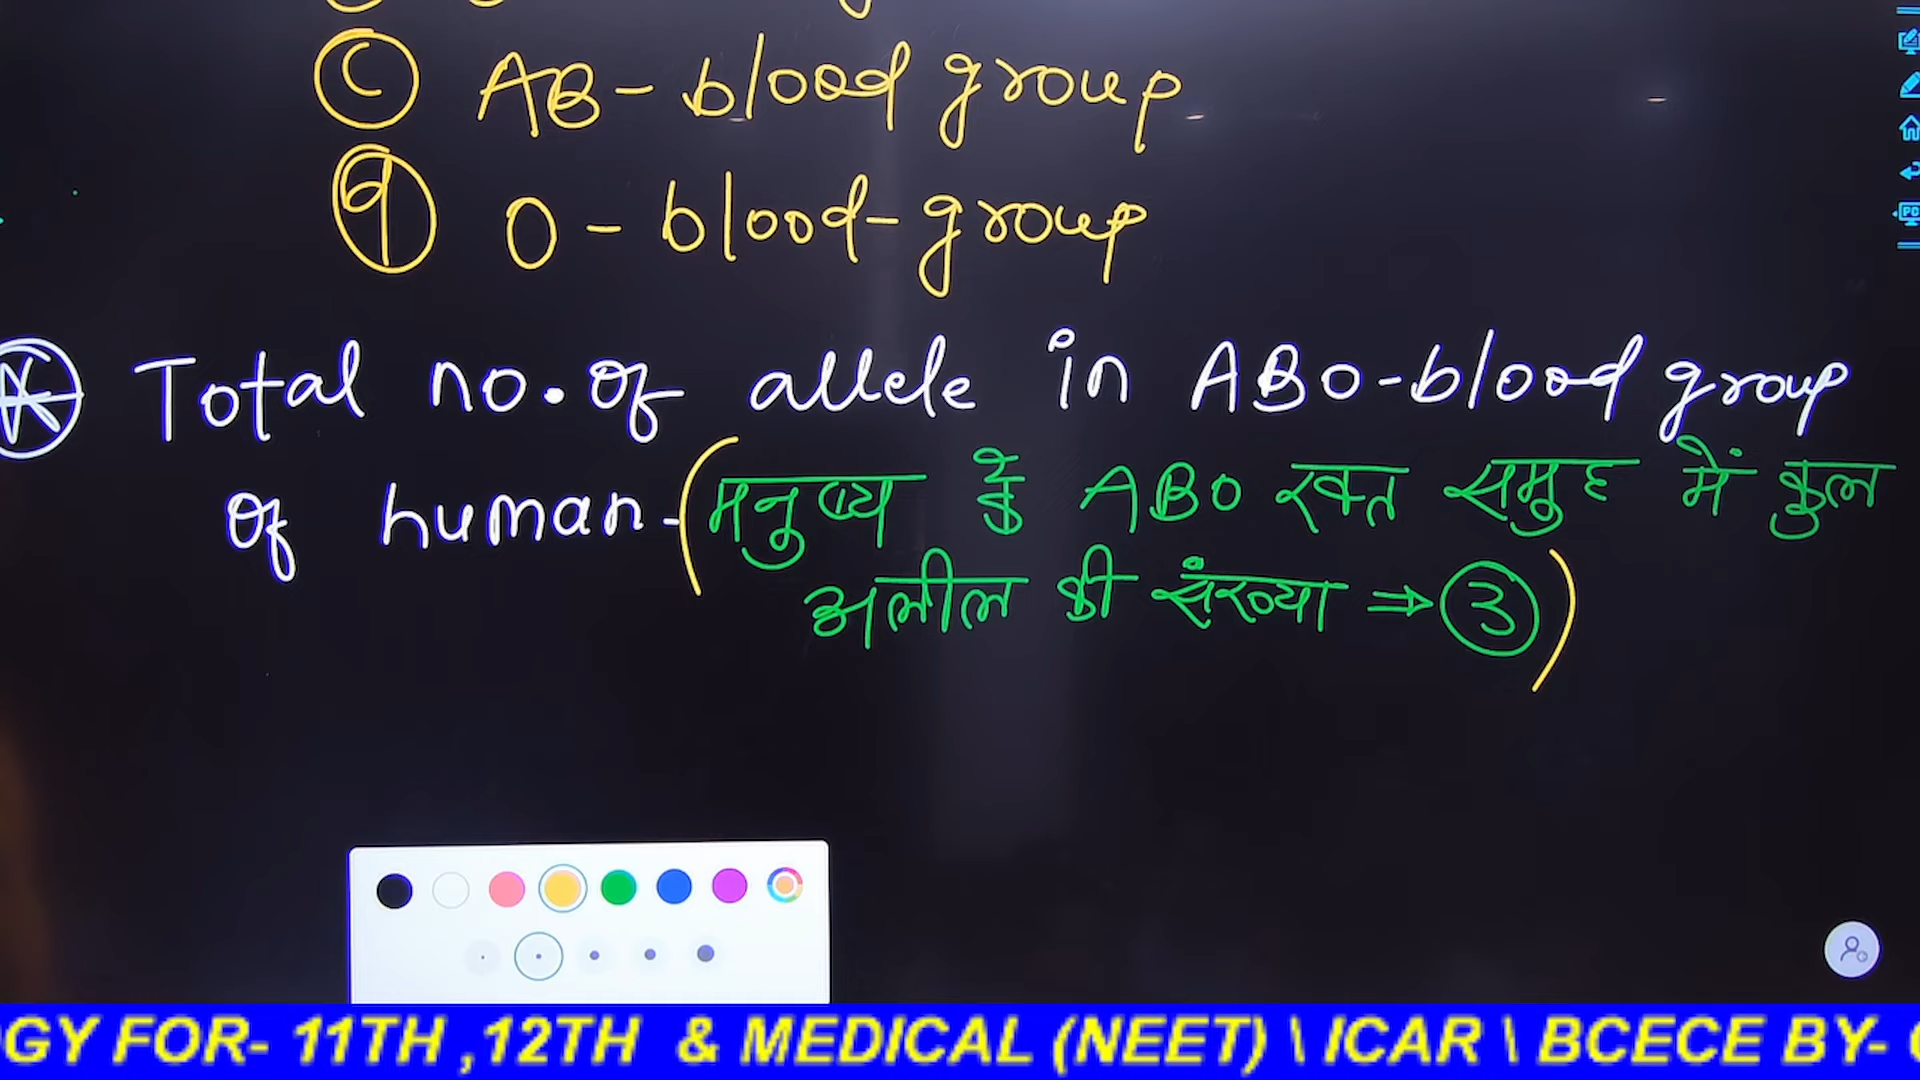 Ⓒ AB - blood group
ⓓ O - blood-group
Total no. of allele in ABO-blood group
of human - (मनुष्य के ABO रक्त समुह में कुल
अलील की संख्या ⇒ ③)
OGY FOR- 11TH ,12TH & MEDICAL (NEET) \ ICAR \ BCECE BY-